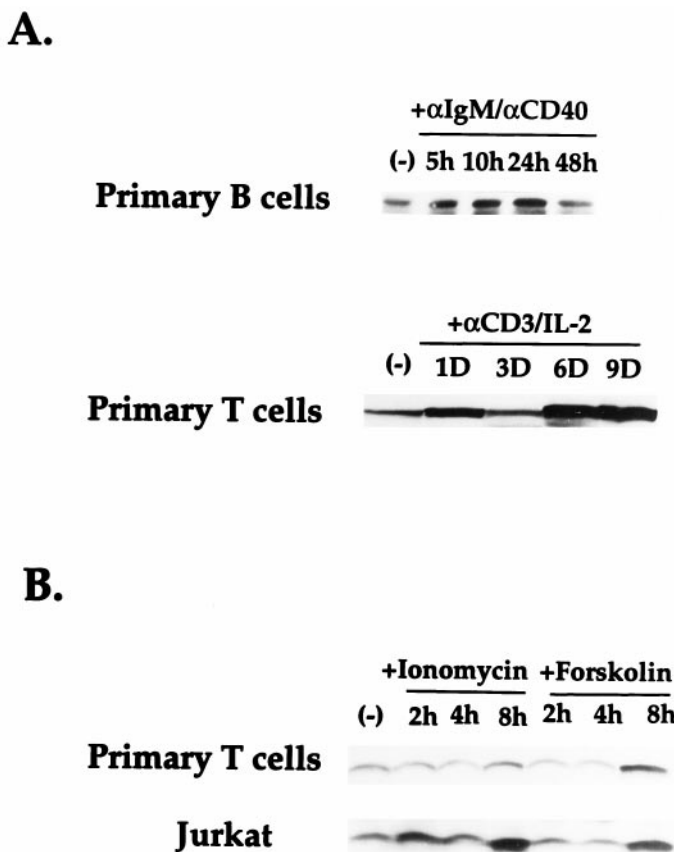 A.
+αIgM/αCD40
(-) 5h 10h 24h 48h
Primary B cells
+αCD3/IL-2
(-) 1D 3D 6D 9D
Primary T cells
B.
+Ionomycin +Forskolin
(-) 2h 4h 8h 2h 4h 8h
Primary T cells
Jurkat